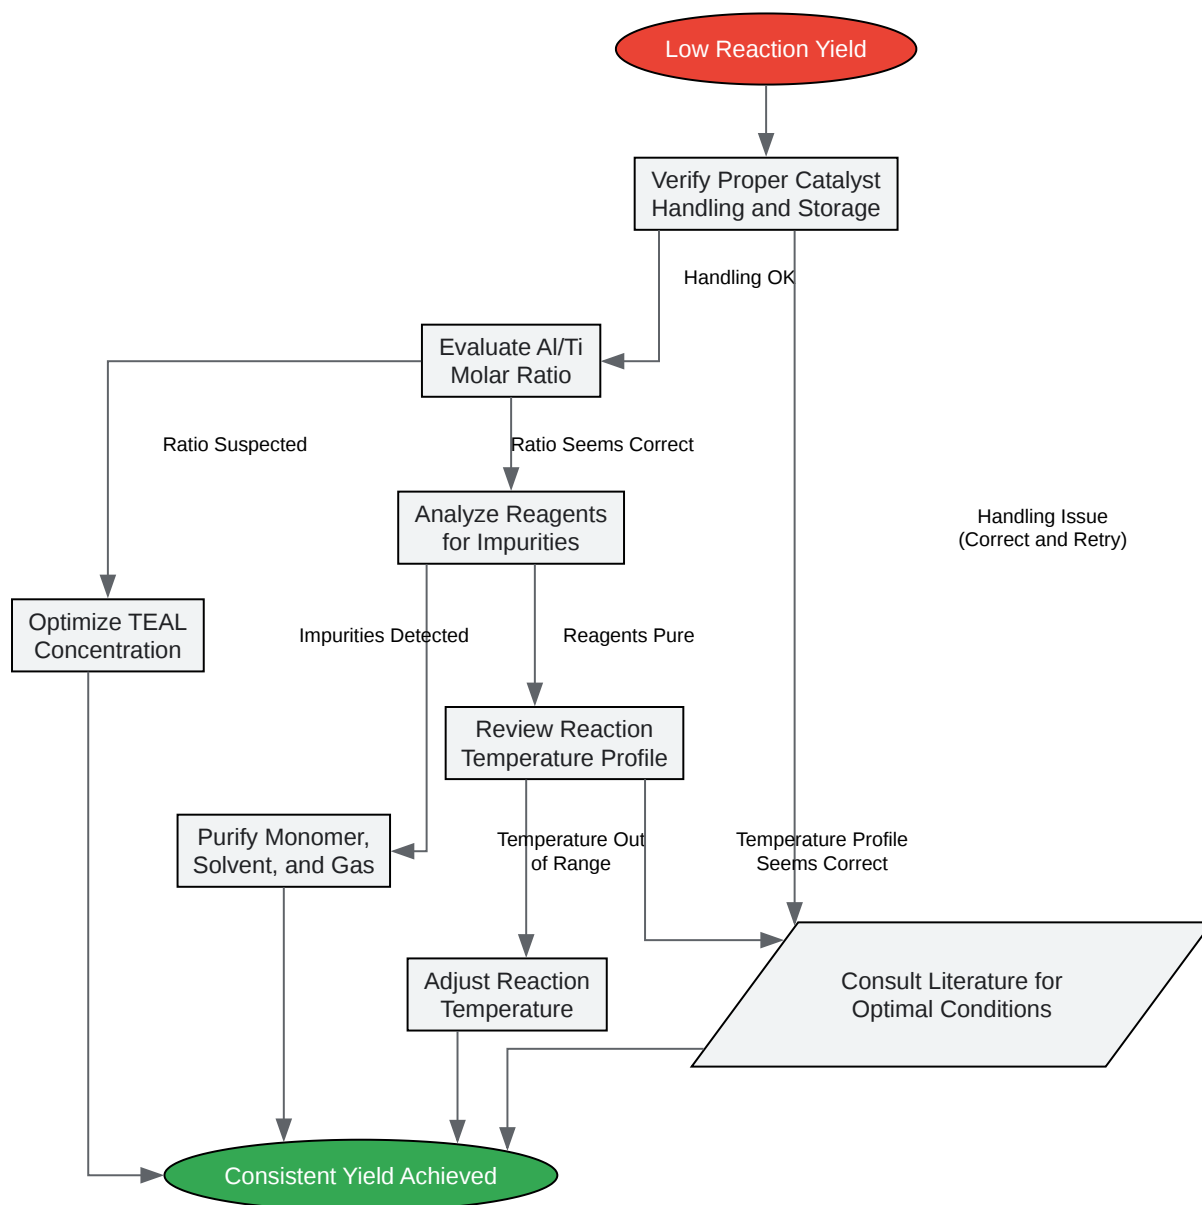 Low Reaction Yield
Verify Proper Catalyst
Handling and Storage
Handling OK
Evaluate Al/Ti
Molar Ratio
Ratio Suspected
Ratio Seems Correct
Analyze Reagents
for Impurities
Handling Issue
(Correct and Retry)
Optimize TEAL
Concentration
Impurities Detected
Reagents Pure
Review Reaction
Temperature Profile
Purify Monomer,
Solvent, and Gas
Temperature Out
of Range
Temperature Profile
Seems Correct
Adjust Reaction
Temperature
Consult Literature for
Optimal Conditions
Consistent Yield Achieved